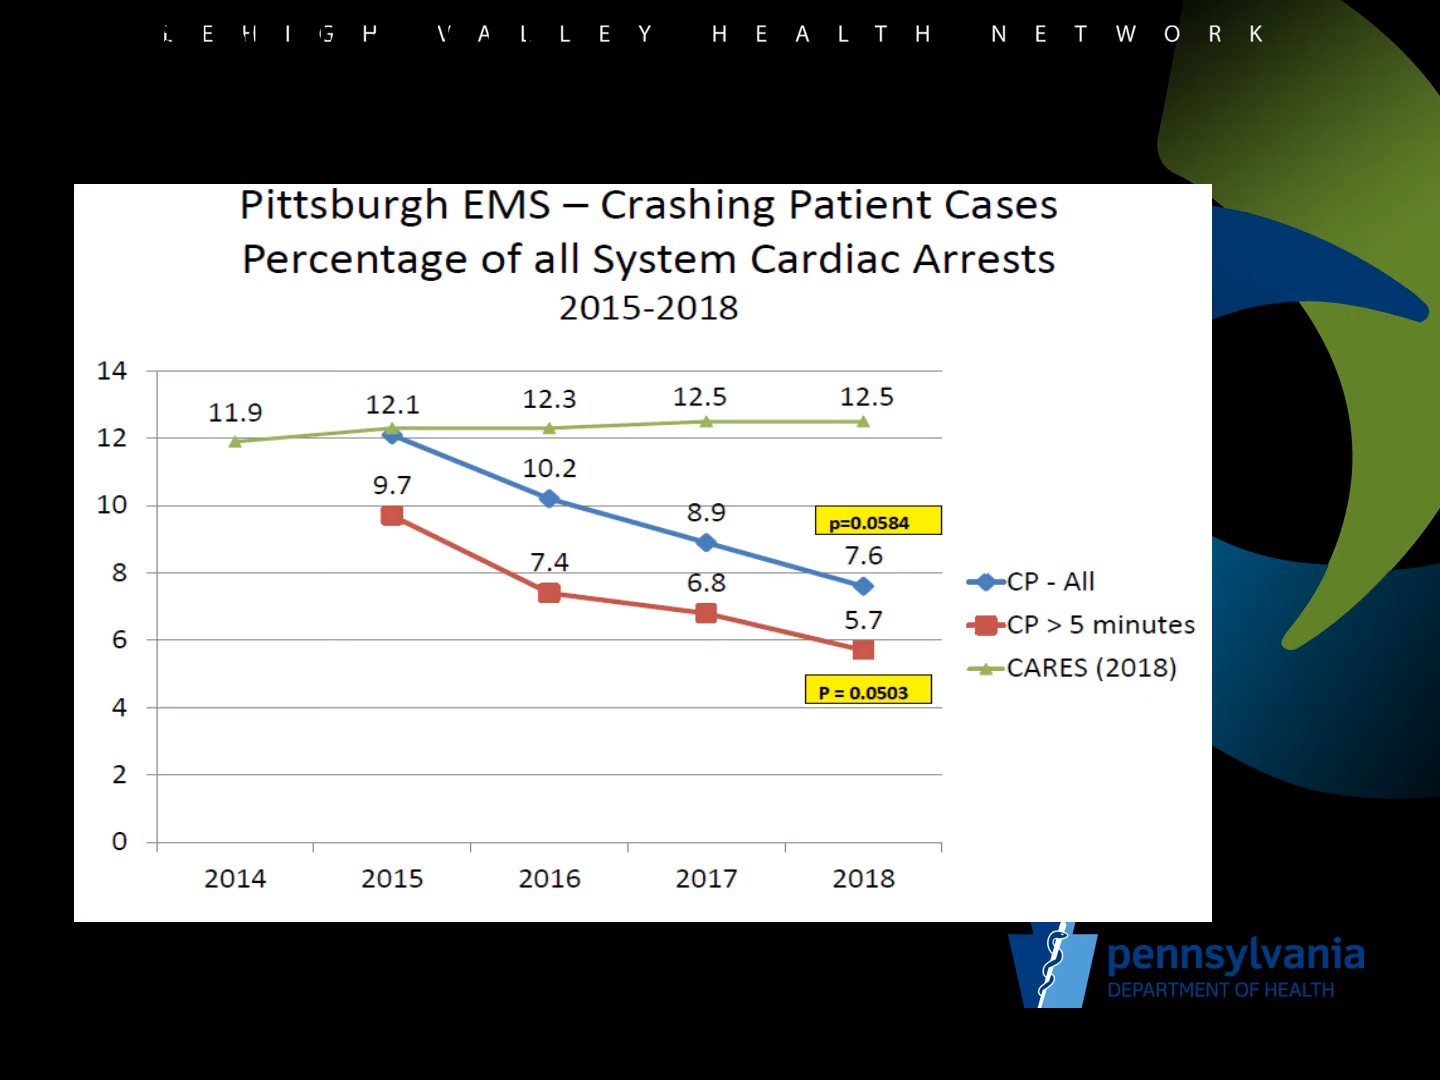 LEHIGH VALLEY HEALTH NETWORK
Pittsburgh EMS – Crashing Patient Cases
Percentage of all System Cardiac Arrests
2015-2018
14
12
10
8
6
4
2
0
11.9
12.1
12.3
12.5
12.5
9.7
10.2
8.9
7.6
7.4
6.8
5.7
p=0.0584
P = 0.0503
CP - All
CP > 5 minutes
CARES (2018)
2014
2015
2016
2017
2018
pennsylvania
DEPARTMENT OF HEALTH